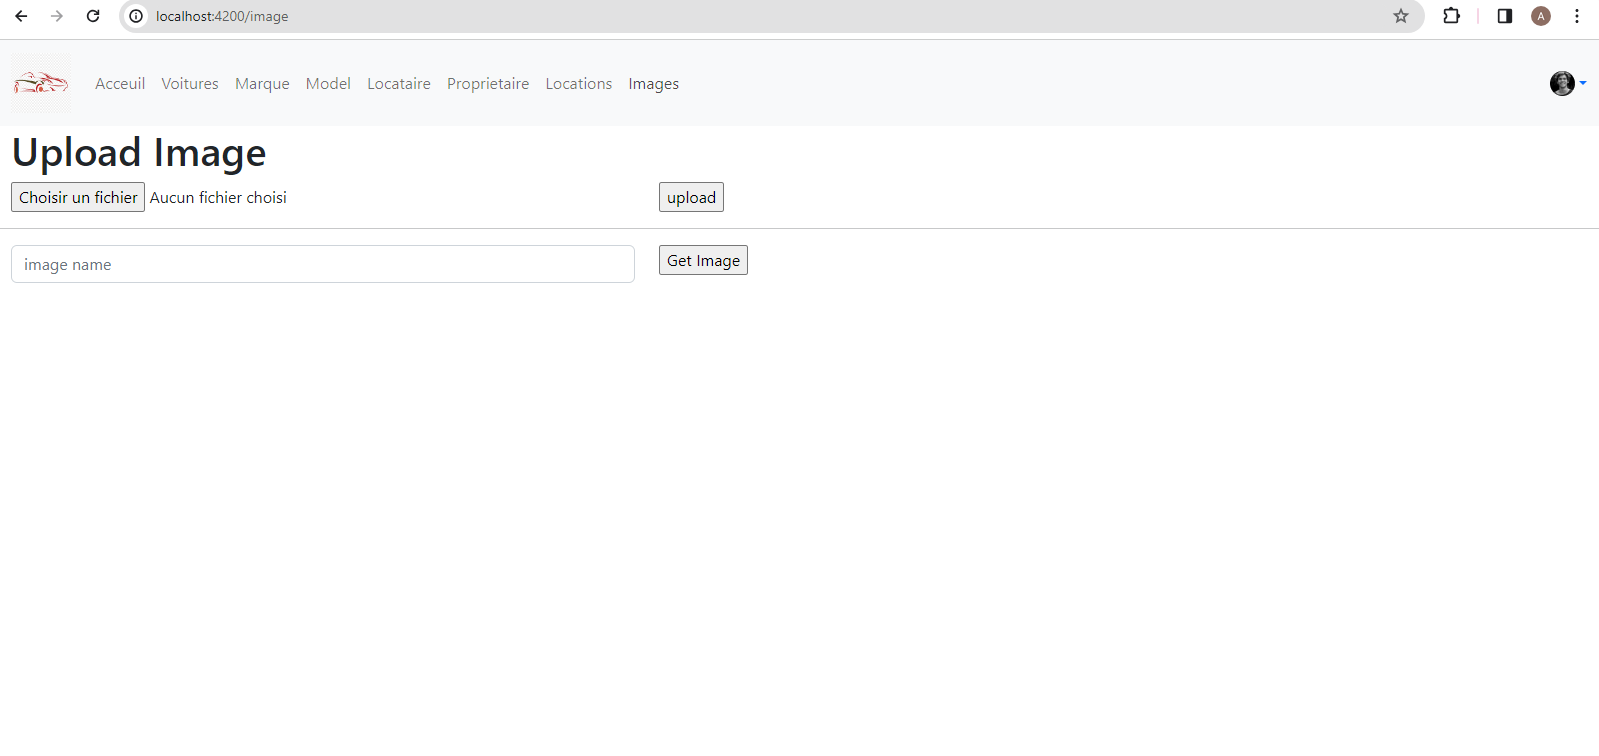 localhost:4200/image
A
Acceuil Voitures Marque Model Locataire Proprietaire Locations Images
Upload Image
Choisir un fichier Aucun fichier choisi upload
image name Get Image